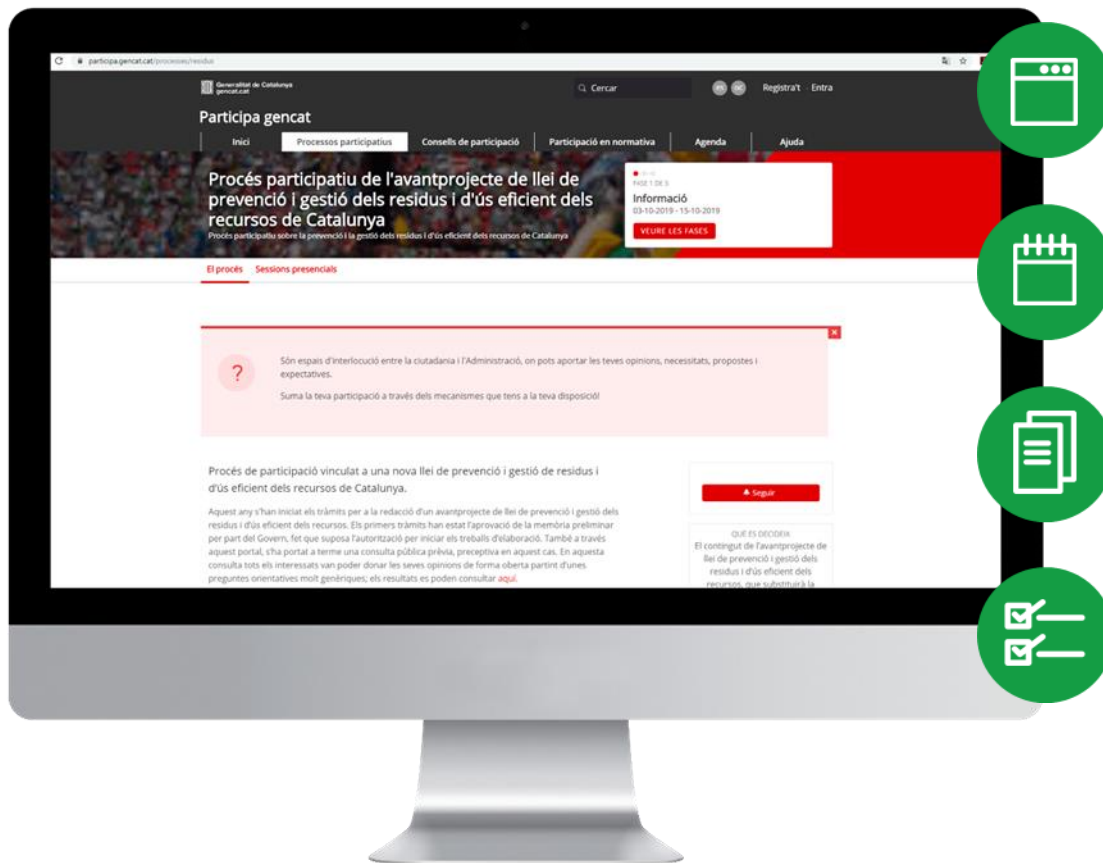 participa.gencat.cat/processes/residus
Generalitat de Catalunya
gencat.cat
Cercar
ES OC
Registra't Entra
Participa gencat
Inici Processos participatius Consells de participació Participació en normativa Agenda Ajuda
Procés participatiu de l'avantprojecte de llei de
prevenció i gestió dels residus i d'ús eficient dels
recursos de Catalunya
Procés participatiu sobre la prevenció i la gestió dels residus i d'ús eficient dels recursos de Catalunya
FASE 1 DE 3
Informació
03-10-2019 - 15-10-2019
VEURE LES FASES
El procés Sessions presencials
?
Són espais d'interlocució entre la ciutadania i l'Administració, on pots aportar les teves opinions, necessitats, propostes i
expectatives.
Suma la teva participació a través dels mecanismes que tens a la teva disposició!
Procés de participació vinculat a una nova llei de prevenció i gestió de residus i
d'ús eficient dels recursos de Catalunya.
Aquest any s'han iniciat els tràmits per a la redacció d'un avantprojecte de llei de prevenció i gestió dels
residus i d'ús eficient dels recursos. Els primers tràmits han estat l'aprovació de la memòria preliminar
per part del Govern, fet que suposa l'autorització per iniciar els treballs d'elaboració. També a través
aquest portal, s'ha portat a terme una consulta pública prèvia, preceptiva en aquest cas. En aquesta
consulta tots els interessats van poder donar les seves opinions de forma oberta partint d'unes
preguntes orientatives molt genèriques; els resultats es poden consultar aquí.
Seguir
QUÈ ES DECIDEIX
El contingut de l'avantprojecte de
llei de prevenció i gestió dels
residus i d'ús eficient dels
recursos, que substituirà la